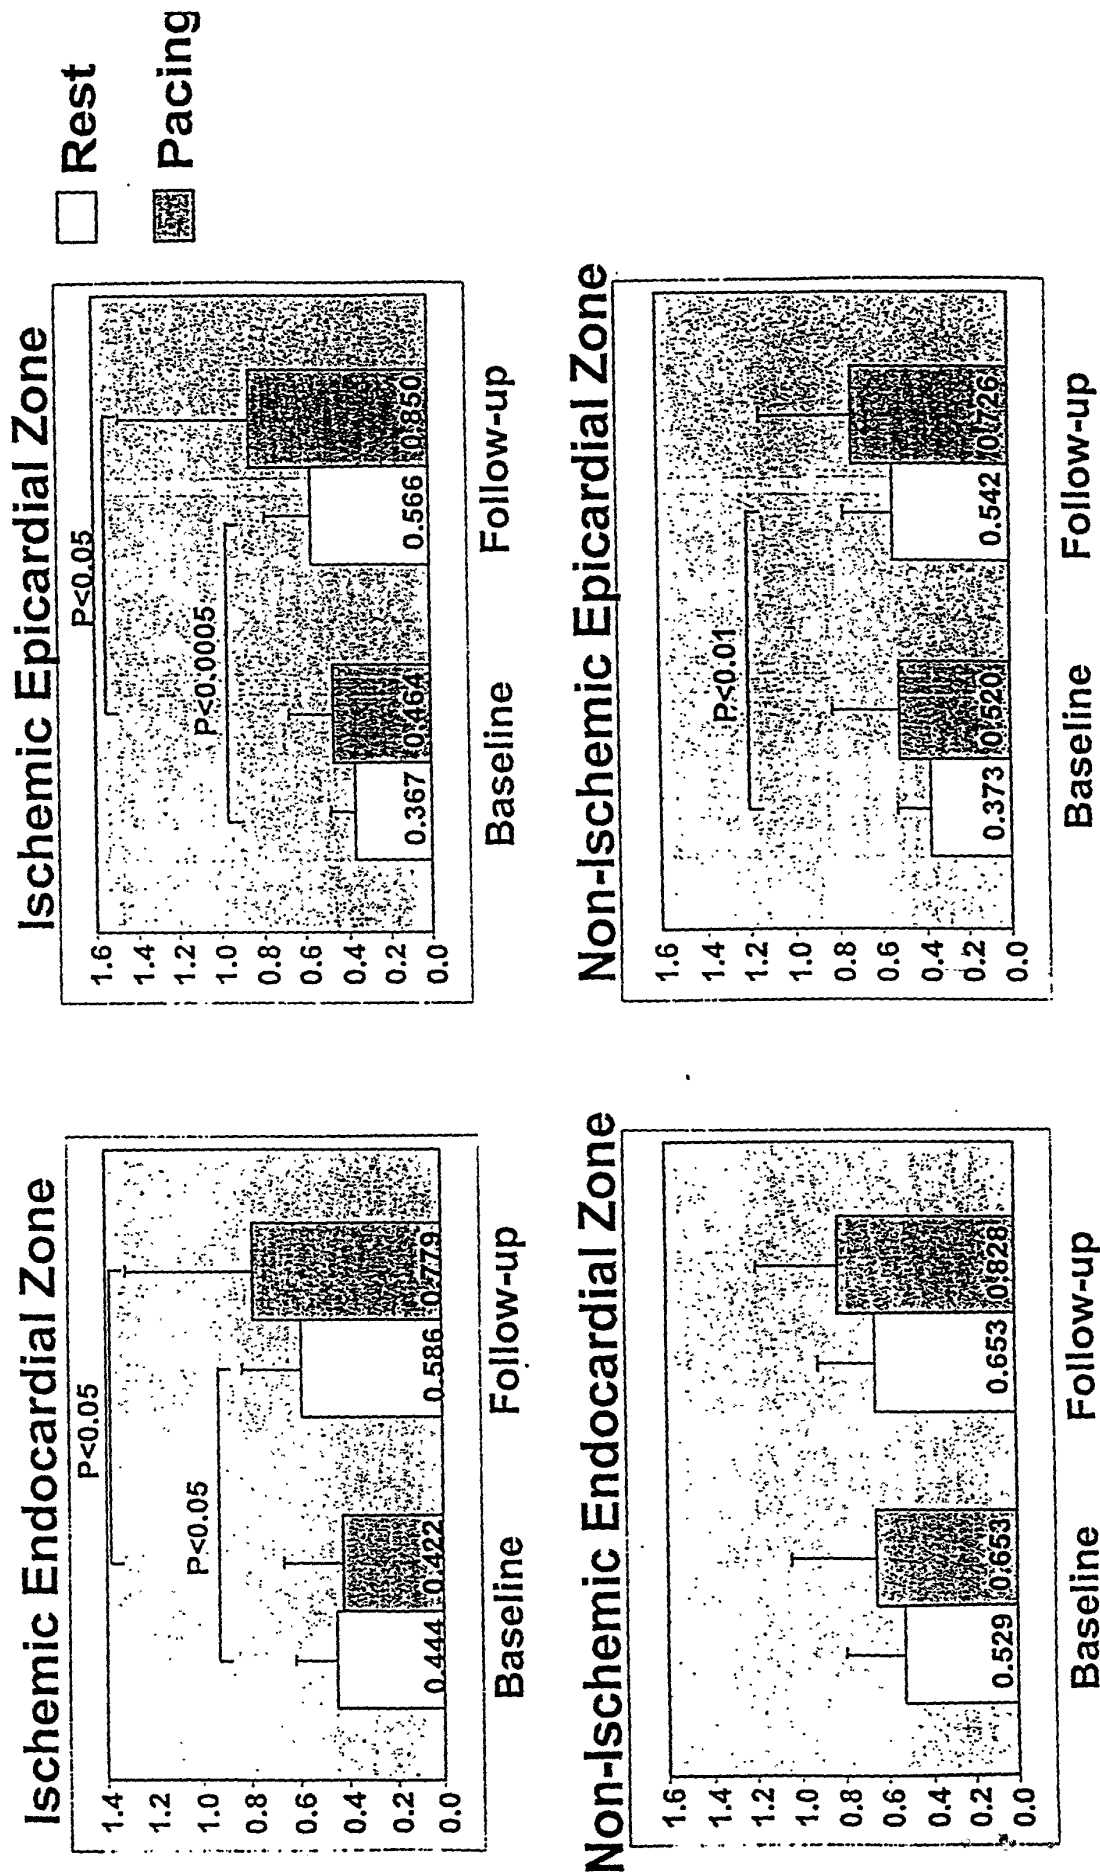 Ischemic Endocardial Zone
P<0.05
P<0.05
1.4
1.2
1.0
0.8
0.6
0.4
0.2
0.0
0.444
0.422
0.586
0.779
Baseline
Follow-up
Ischemic Epicardial Zone
P<0.05
P<0.0005
1.6
1.4
1.2
1.0
0.8
0.6
0.4
0.2
0.0
0.367
0.464
0.566
0.850
Baseline
Follow-up
Rest
Pacing
Non-Ischemic Endocardial Zone
1.6
1.4
1.2
1.0
0.8
0.6
0.4
0.2
0.0
0.529
0.653
0.653
0.828
Baseline
Follow-up
Non-Ischemic Epicardial Zone
P<0.01
1.6
1.4
1.2
1.0
0.8
0.6
0.4
0.2
0.0
0.373
0.520
0.542
0.726
Baseline
Follow-up